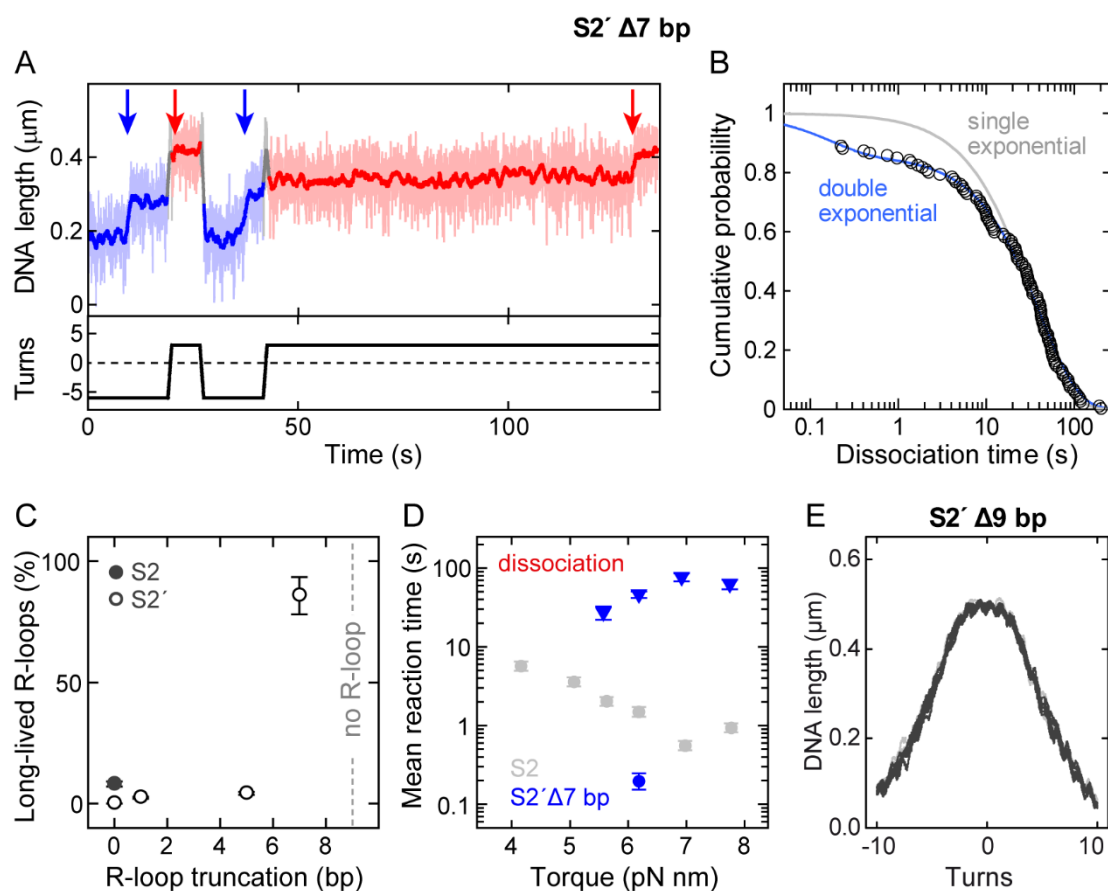 S2´ Δ7 bp
A
DNA length (μm)
0.4
0.2
0
Turns
5
0
-5
0
50
100
Time (s)
B
Cumulative probability
1
0.8
0.6
0.4
0.2
0
single
exponential
double
exponential
0.1
1
10
100
Dissociation time (s)
C
Long-lived R-loops (%)
100
50
0
S2
S2´
no R-loop
0
2
4
6
8
R-loop truncation (bp)
D
Mean reaction time (s)
100
10
1
0.1
dissociation
S2
S2´Δ7 bp
4
5
6
7
8
Torque (pN nm)
E
S2´ Δ9 bp
DNA length (μm)
0.6
0.4
0.2
0.0
-10
0
10
Turns